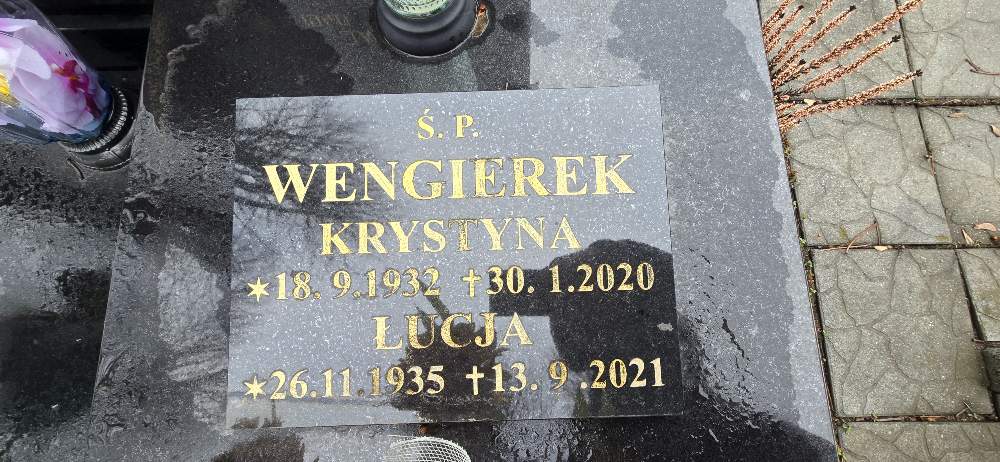 Ś. P.
WENGIEREK
KRYSTYNA
✶18. 9.1932 ✝30. 1.2020
ŁUCJA
✶26.11.1935 ✝13. 9 .2021